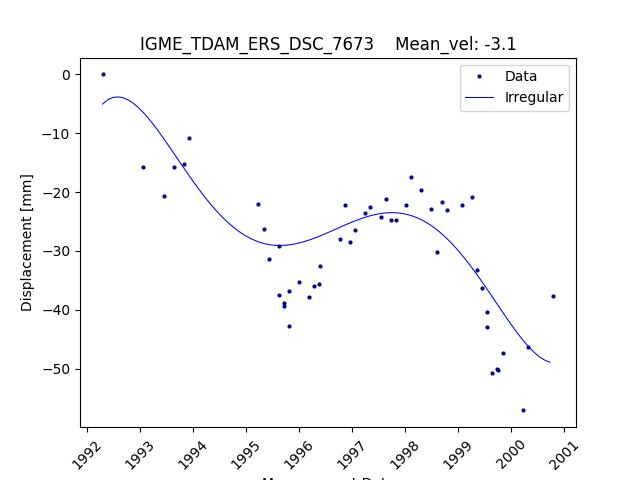 IGME_TDAM_ERS_DSC_7673    Mean_vel: -3.1
Data
Irregular
Displacement [mm]
0
−10
−20
−30
−40
−50
1992 1993 1994 1995 1996 1997 1998 1999 2000 2001